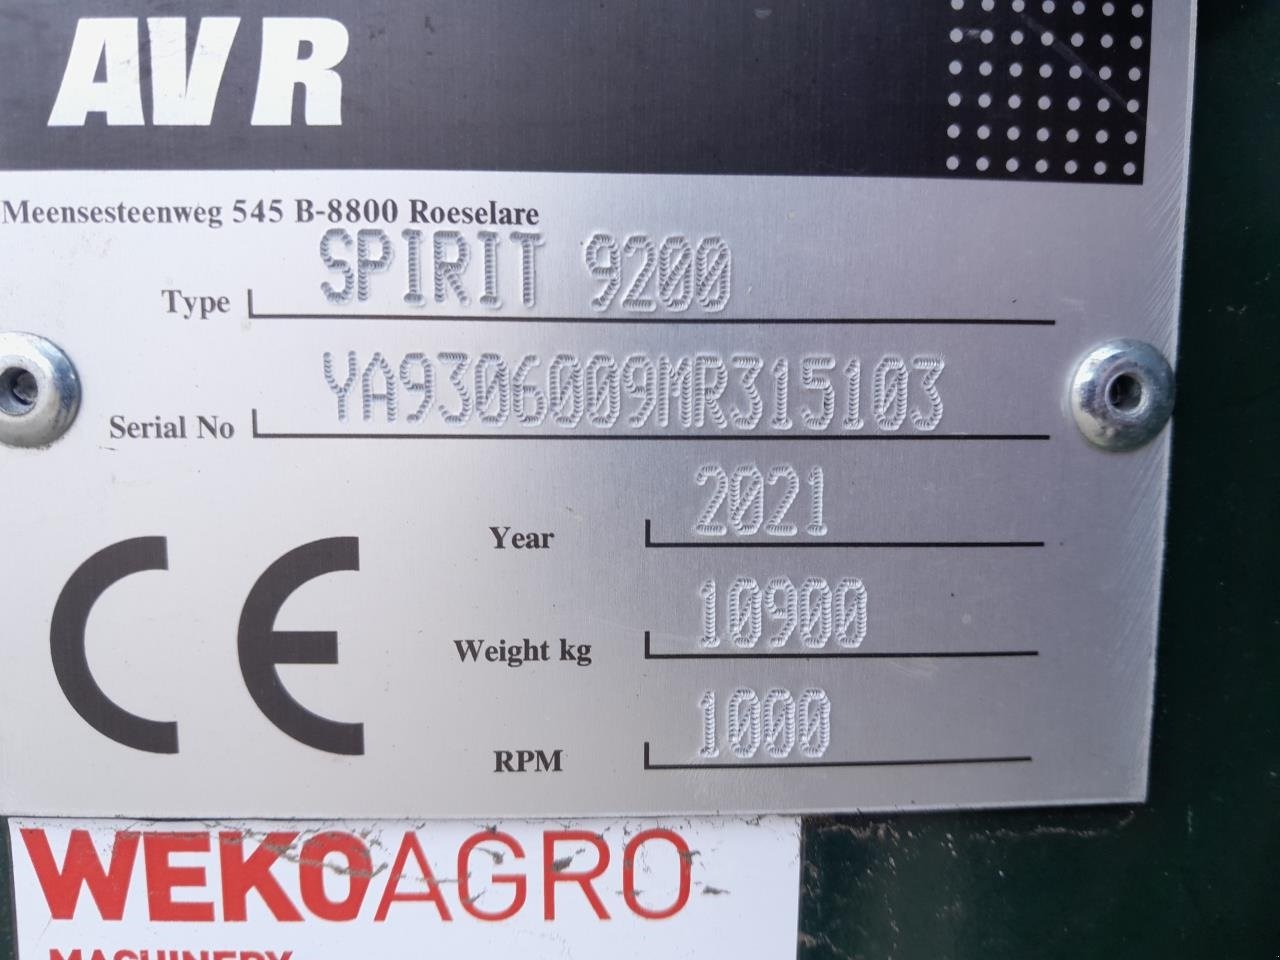 AVR
Meensesteenweg 545 B-8800 Roeselare
Type SPIRIT 9200
Serial No YA9306009MR315103
Year 2021
Weight kg 10900
RPM 1000
CE
WEKOAGRO
MACHINERY